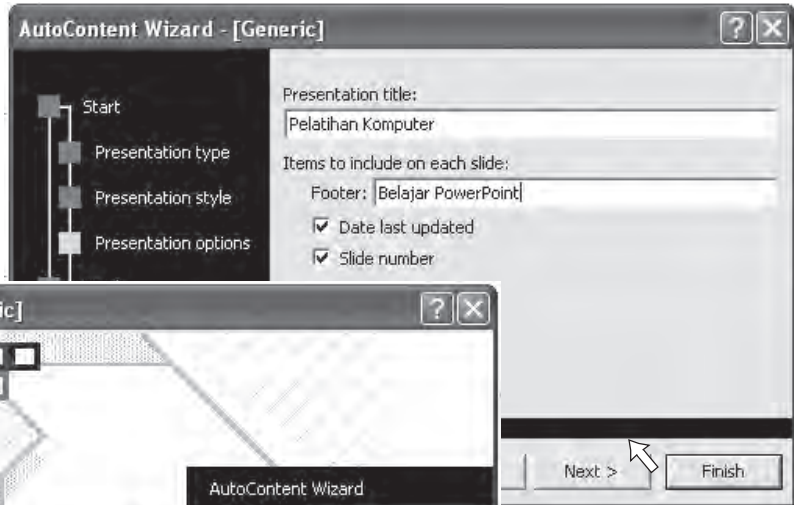 AutoContent Wizard - [Generic]
Start
Presentation type
Presentation style
Presentation options
Presentation title:
Pelatihan Komputer
Items to include on each slide:
Footer: Belajar PowerPoint
Date last updated
Slide number
ic]
AutoContent Wizard
Next >
Finish